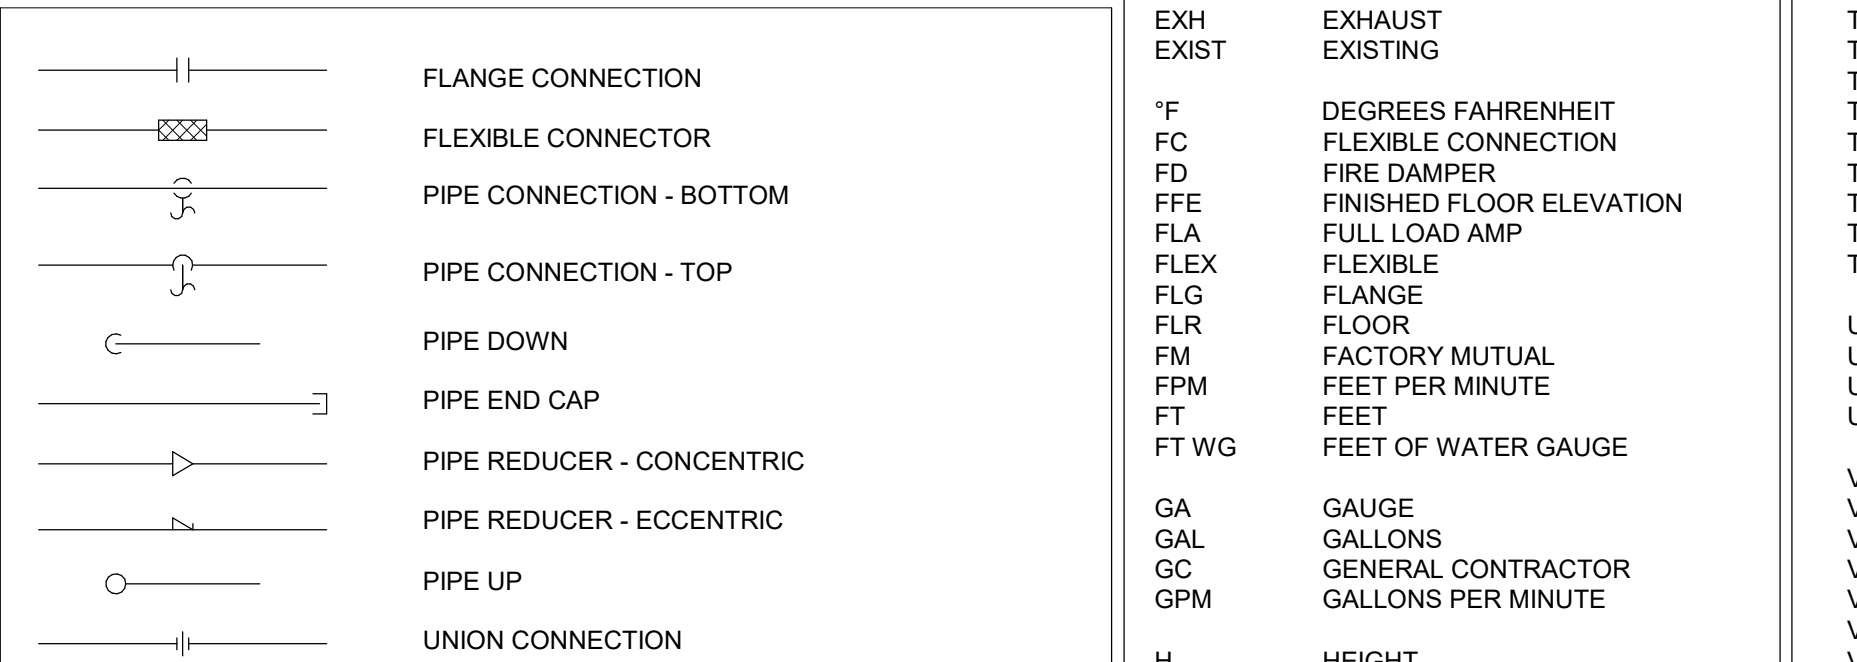 FLANGE CONNECTION
FLEXIBLE CONNECTOR
PIPE CONNECTION - BOTTOM
PIPE CONNECTION - TOP
PIPE DOWN
PIPE END CAP
PIPE REDUCER - CONCENTRIC
PIPE REDUCER - ECCENTRIC
PIPE UP
UNION CONNECTION
EXH EXHAUST
EXIST EXISTING
°F DEGREES FAHRENHEIT
FC FLEXIBLE CONNECTION
FD FIRE DAMPER
FFE FINISHED FLOOR ELEVATION
FLA FULL LOAD AMP
FLEX FLEXIBLE
FLG FLANGE
FLR FLOOR
FM FACTORY MUTUAL
FPM FEET PER MINUTE
FT FEET
FT WG FEET OF WATER GAUGE
GA GAUGE
GAL GALLONS
GC GENERAL CONTRACTOR
GPM GALLONS PER MINUTE
H HEIGHT